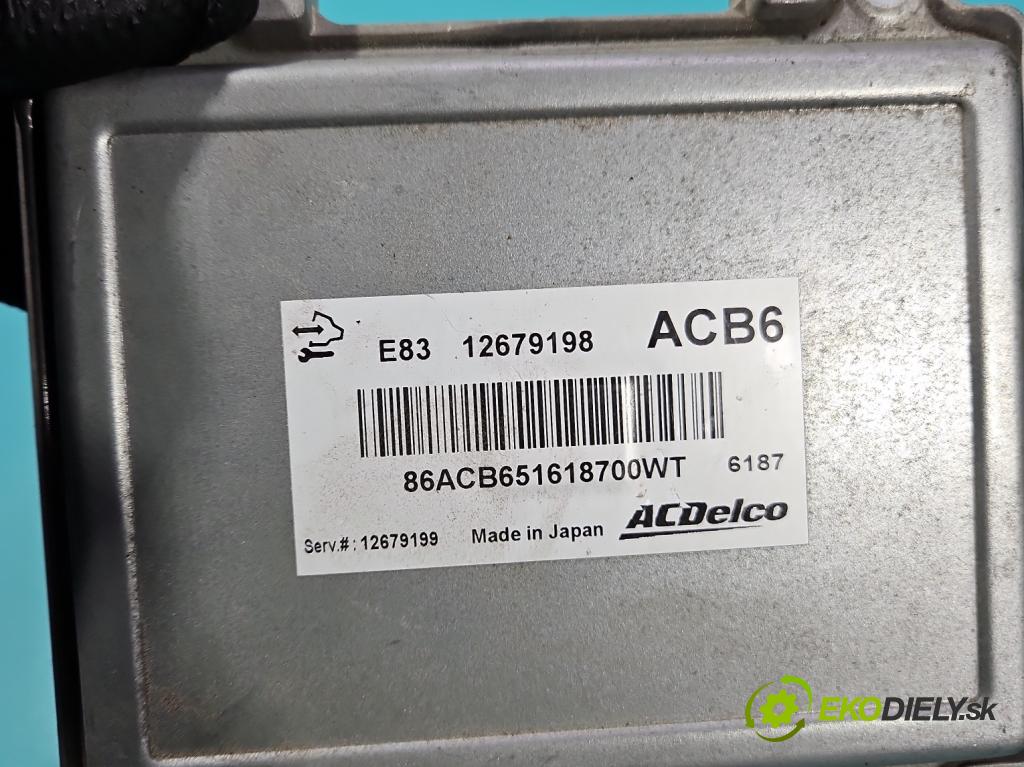 E83 12679198 ACB6
86ACB651618700WT 6187
Serv.#: 12679199 Made in Japan ACDelco
EKODIELY.sk